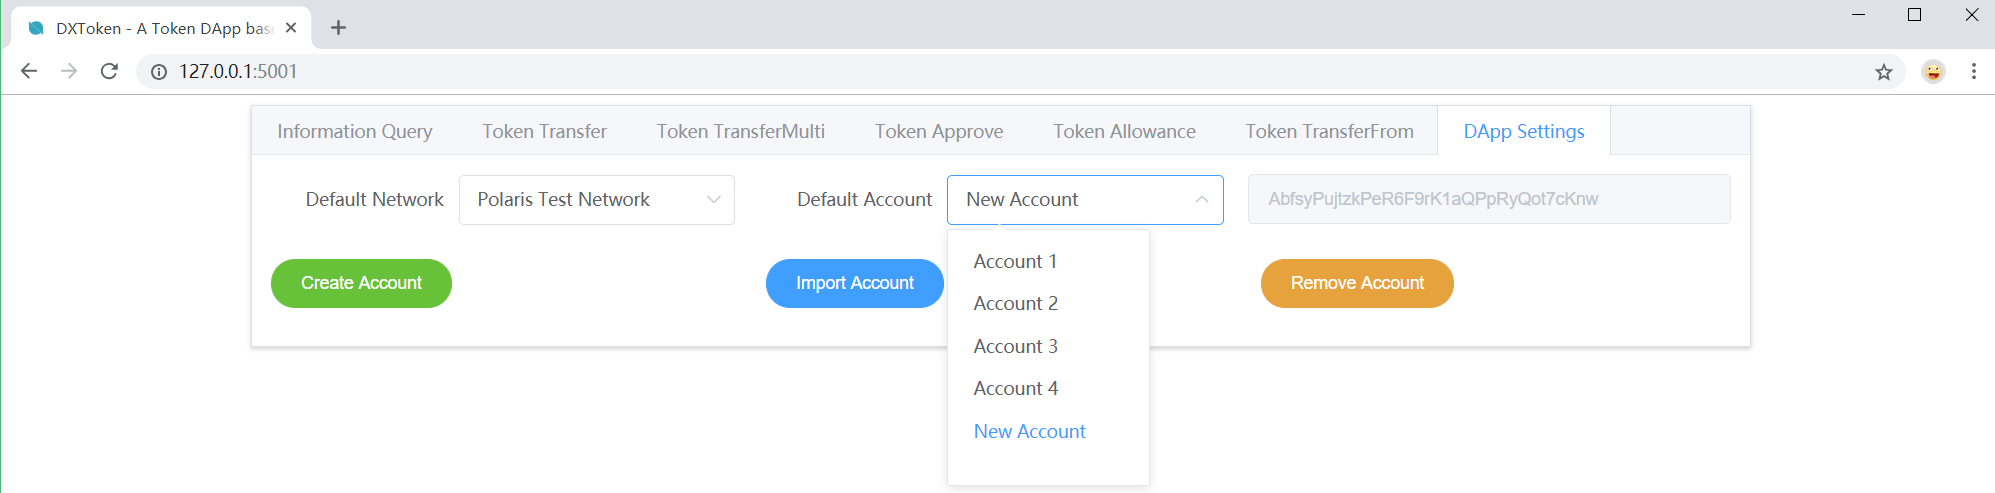 DXToken - A Token DApp bas
127.0.0.1:5001
Information Query Token Transfer Token TransferMulti Token Approve Token Allowance Token TransferFrom DApp Settings
Default Network Polaris Test Network Default Account New Account AbfsyPujtzkPeR6F9rK1aQPpRyQot7cKnw
Create Account Import Account Remove Account
Account 1
Account 2
Account 3
Account 4
New Account